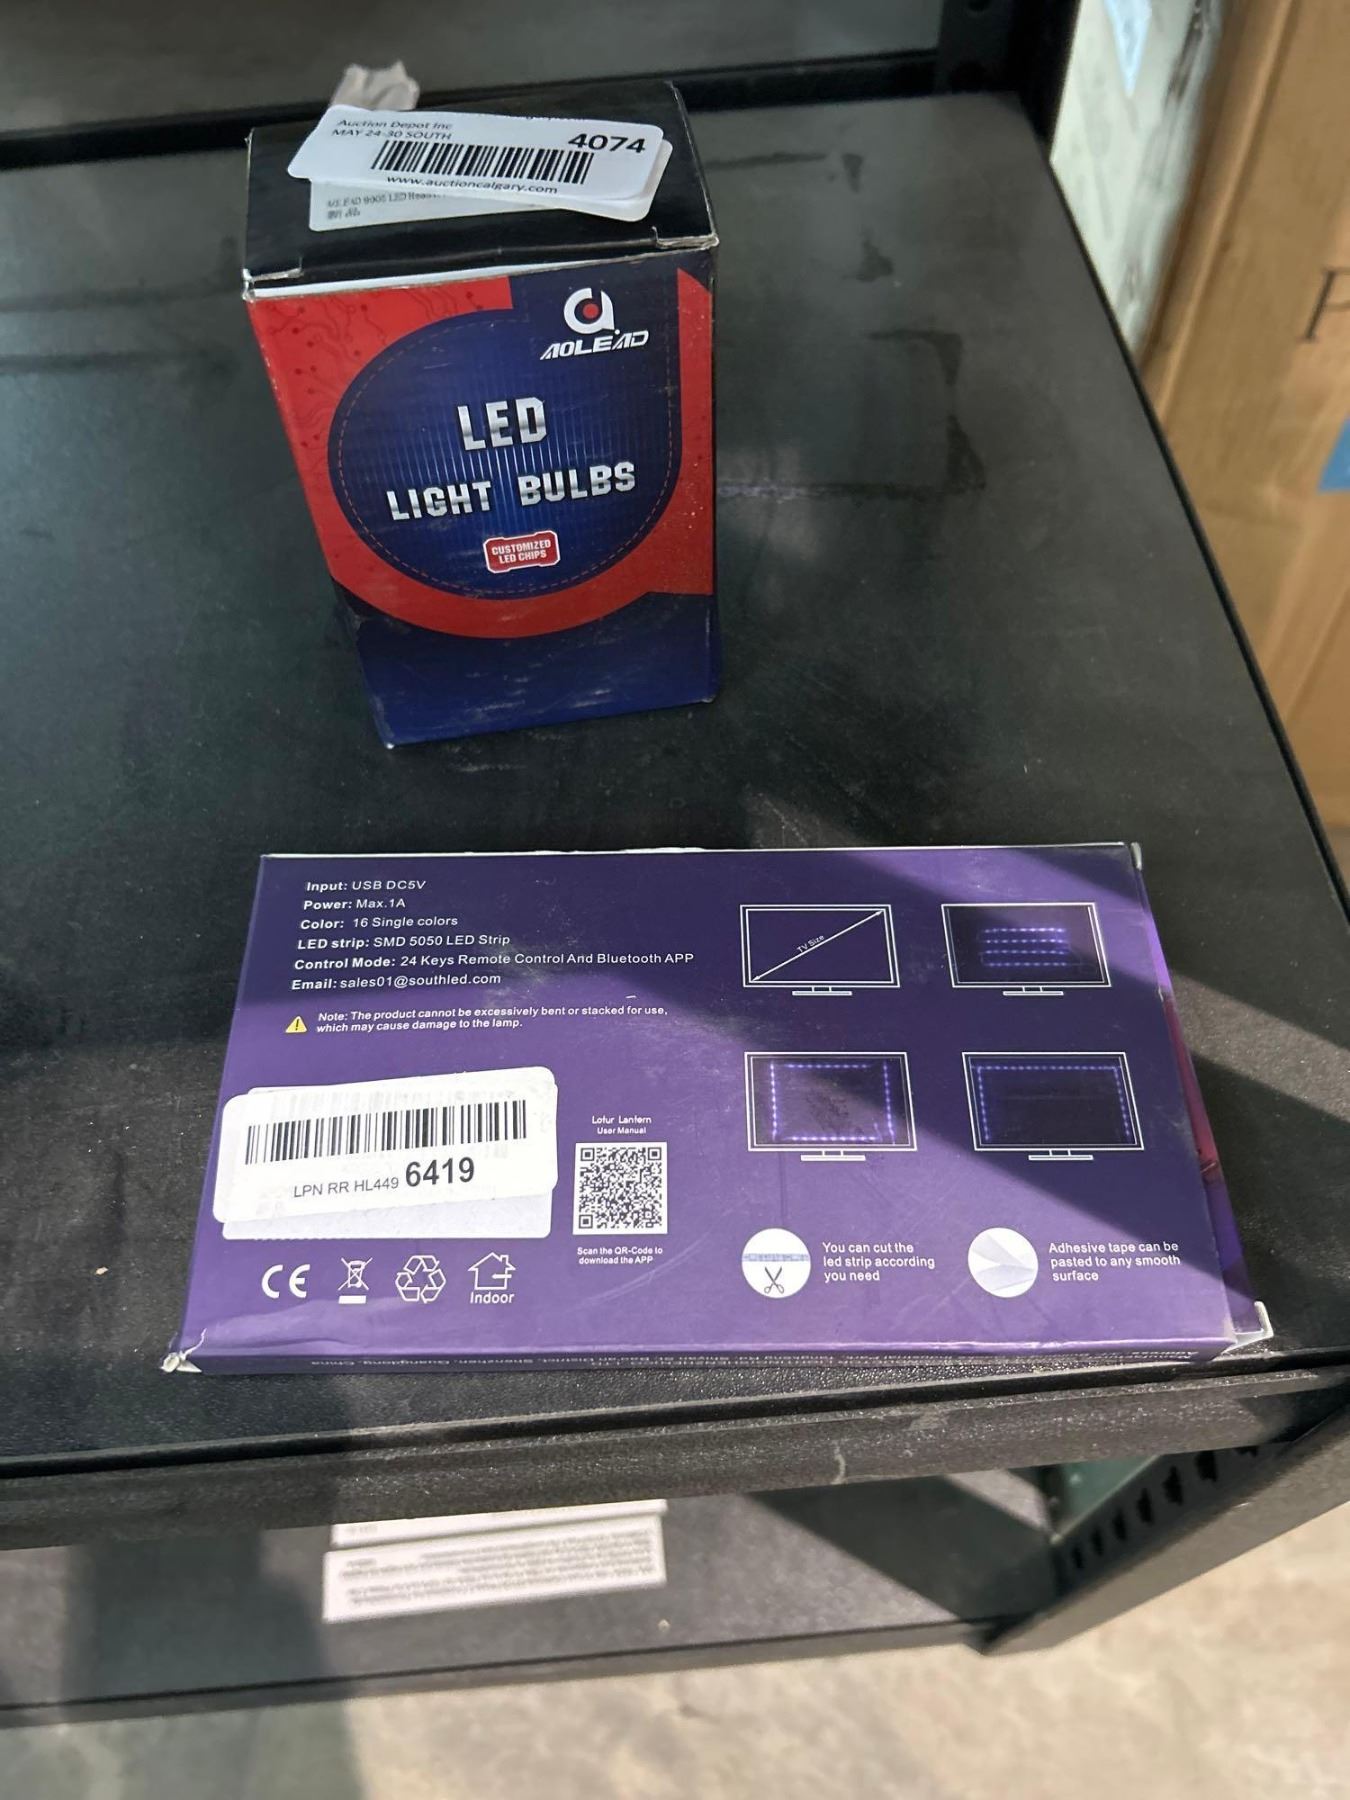 Auction Depot Inc
MAY 24-30 SOUTH
4074
www.auctioncalgary.com
AOLEAD
LED
LIGHT BULBS
CUSTOMIZED
LED CHIPS
P
Input: USB DC5V
Power: Max.1A
Color: 16 Single colors
LED strip: SMD 5050 LED Strip
Control Mode: 24 Keys Remote Control And Bluetooth APP
Email: sales01@southled.com
Note: The product cannot be excessively bent or stacked for use,
which may cause damage to the lamp.
TV Size
LPN RR HL449 6419
Lofur Lantern
User Manual
Scan the QR-Code to
download the APP
CE
Indoor
You can cut the
led strip according
you need
Adhesive tape can be
pasted to any smooth
surface